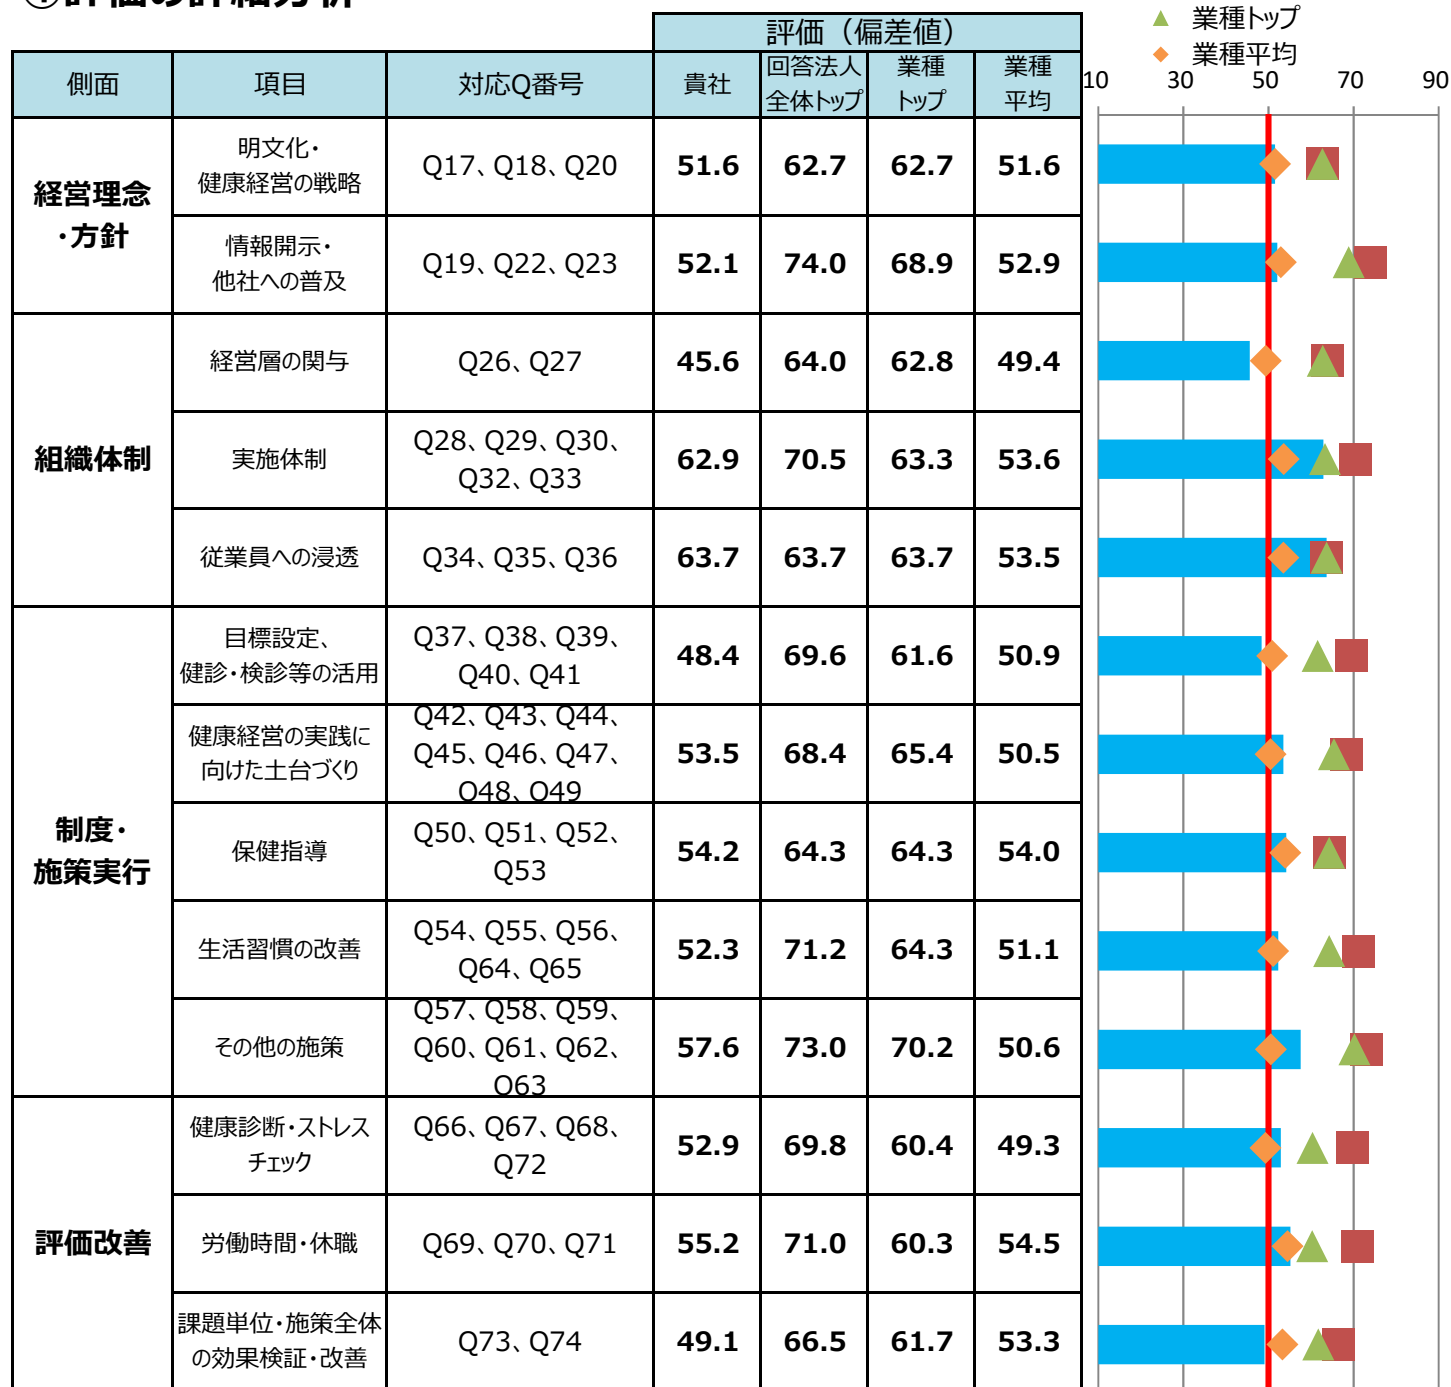 ①評価の詳細分析
▲ 業種トップ
◆ 業種平均
評価（偏差値）
側面 項目 対応Q番号 貴社 回答法人 業種 業種
全体トップ トップ 平均
10 30 50 70 90
経営理念
・方針
明文化・
健康経営の戦略
Q17、Q18、Q20 51.6 62.7 62.7 51.6
情報開示・
他社への普及
Q19、Q22、Q23 52.1 74.0 68.9 52.9
組織体制
経営層の関与 Q26、Q27 45.6 64.0 62.8 49.4
実施体制
Q28、Q29、Q30、
Q32、Q33
62.9 70.5 63.3 53.6
従業員への浸透 Q34、Q35、Q36 63.7 63.7 63.7 53.5
制度・
施策実行
目標設定、
健診・検診等の活用
Q37、Q38、Q39、
Q40、Q41
48.4 69.6 61.6 50.9
健康経営の実践に
向けた土台づくり
Q42、Q43、Q44、
Q45、Q46、Q47、
Q48、Q49
53.5 68.4 65.4 50.5
保健指導
Q50、Q51、Q52、
Q53
54.2 64.3 64.3 54.0
生活習慣の改善
Q54、Q55、Q56、
Q64、Q65
52.3 71.2 64.3 51.1
その他の施策
Q57、Q58、Q59、
Q60、Q61、Q62、
Q63
57.6 73.0 70.2 50.6
評価改善
健康診断・ストレス
チェック
Q66、Q67、Q68、
Q72
52.9 69.8 60.4 49.3
労働時間・休職 Q69、Q70、Q71 55.2 71.0 60.3 54.5
課題単位・施策全体
の効果検証・改善
Q73、Q74 49.1 66.5 61.7 53.3